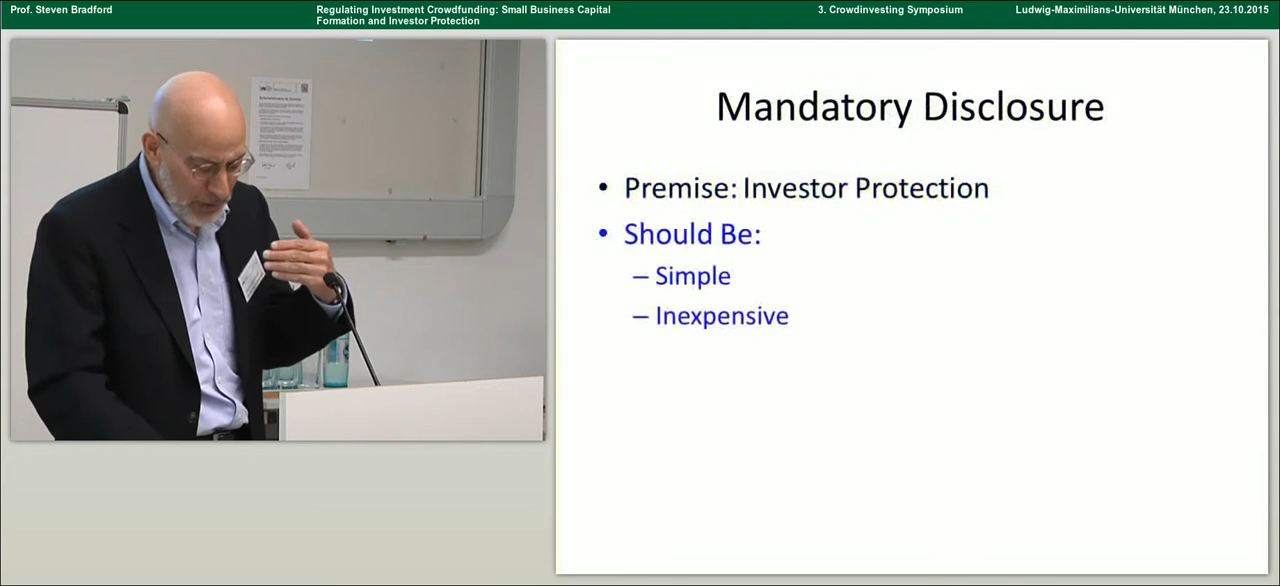 Prof. Steven Bradford
Regulating Investment Crowdfunding: Small Business Capital
Formation and Investor Protection
3. Crowdinvesting Symposium
Ludwig-Maximilians-Universität München, 23.10.2015
Mandatory Disclosure
• Premise: Investor Protection
• Should Be:
– Simple
– Inexpensive